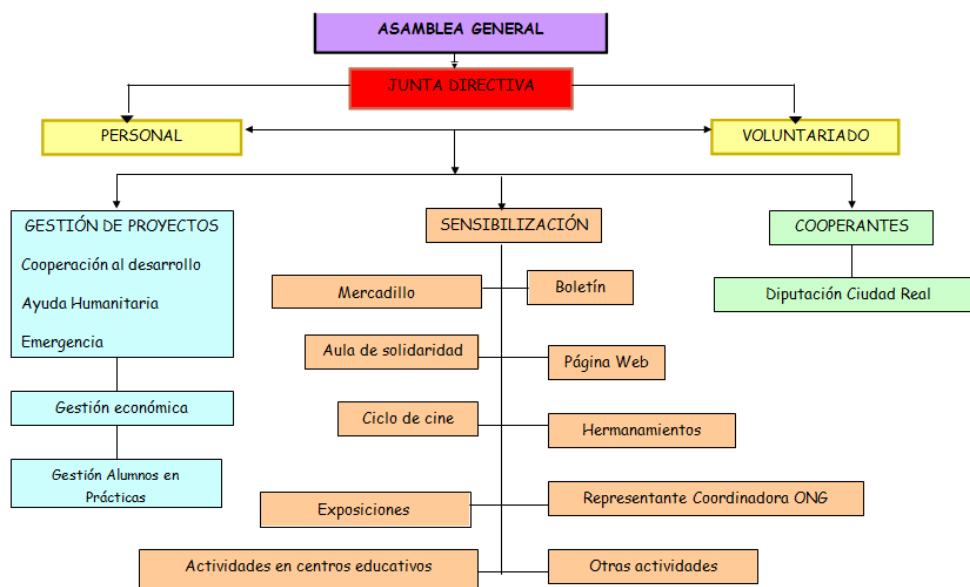 ASAMBLEA GENERAL
JUNTA DIRECTIVA
PERSONAL
VOLUNTARIADO
GESTIÓN DE PROYECTOS
Cooperación al desarrollo
Ayuda Humanitaria
Emergencia
Gestión económica
Gestión Alumnos en
Prácticas
SENSIBILIZACIÓN
Mercadillo
Boletín
Aula de solidaridad
Página Web
Ciclo de cine
Hermanamientos
Exposiciones
Representante Coordinadora ONG
Actividades en centros educativos
Otras actividades
COOPERANTES
Diputación Ciudad Real